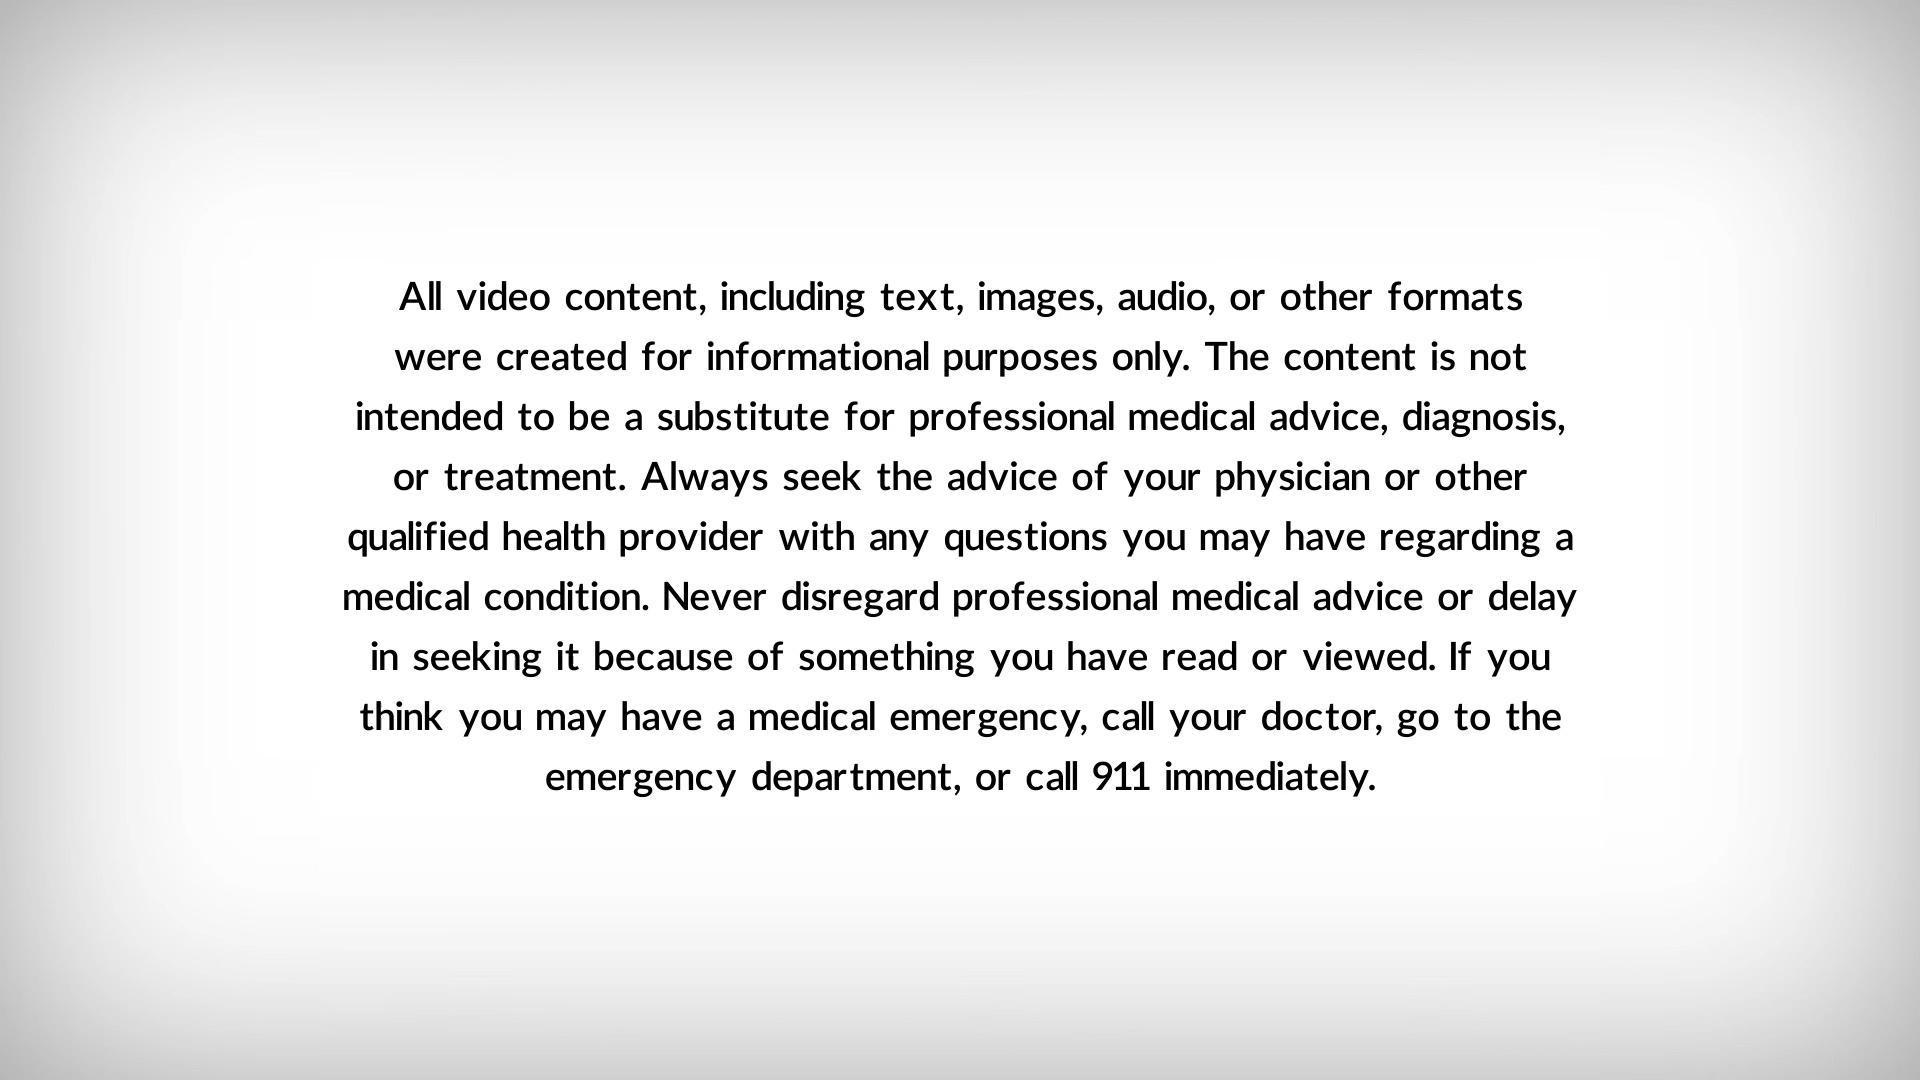 All video content, including text, images, audio, or other formats
were created for informational purposes only. The content is not
intended to be a substitute for professional medical advice, diagnosis,
or treatment. Always seek the advice of your physician or other
qualified health provider with any questions you may have regarding a
medical condition. Never disregard professional medical advice or delay
in seeking it because of something you have read or viewed. If you
think you may have a medical emergency, call your doctor, go to the
emergency department, or call 911 immediately.